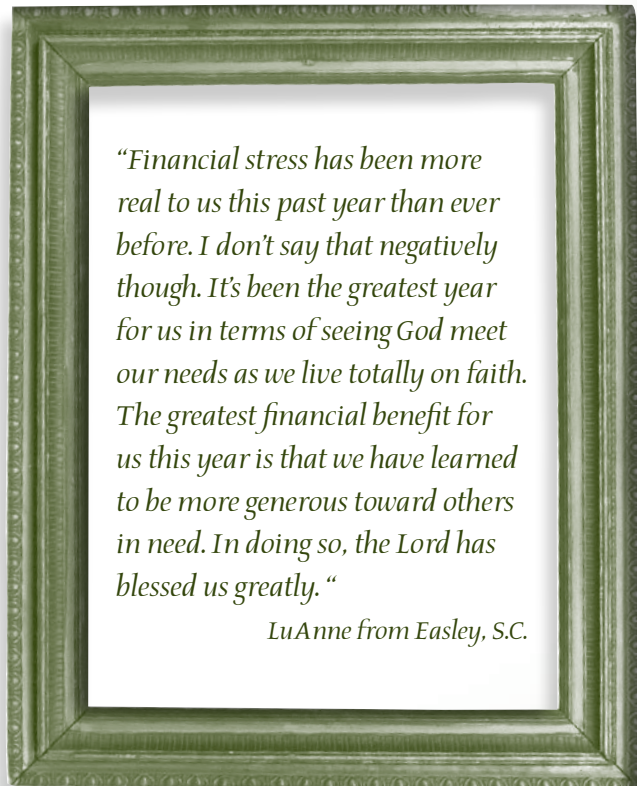 “Financial stress has been more
real to us this past year than ever
before. I don’t say that negatively
though. It’s been the greatest year
for us in terms of seeing God meet
our needs as we live totally on faith.
The greatest financial benefit for
us this year is that we have learned
to be more generous toward others
in need. In doing so, the Lord has
blessed us greatly. “
LuAnne from Easley, S.C.